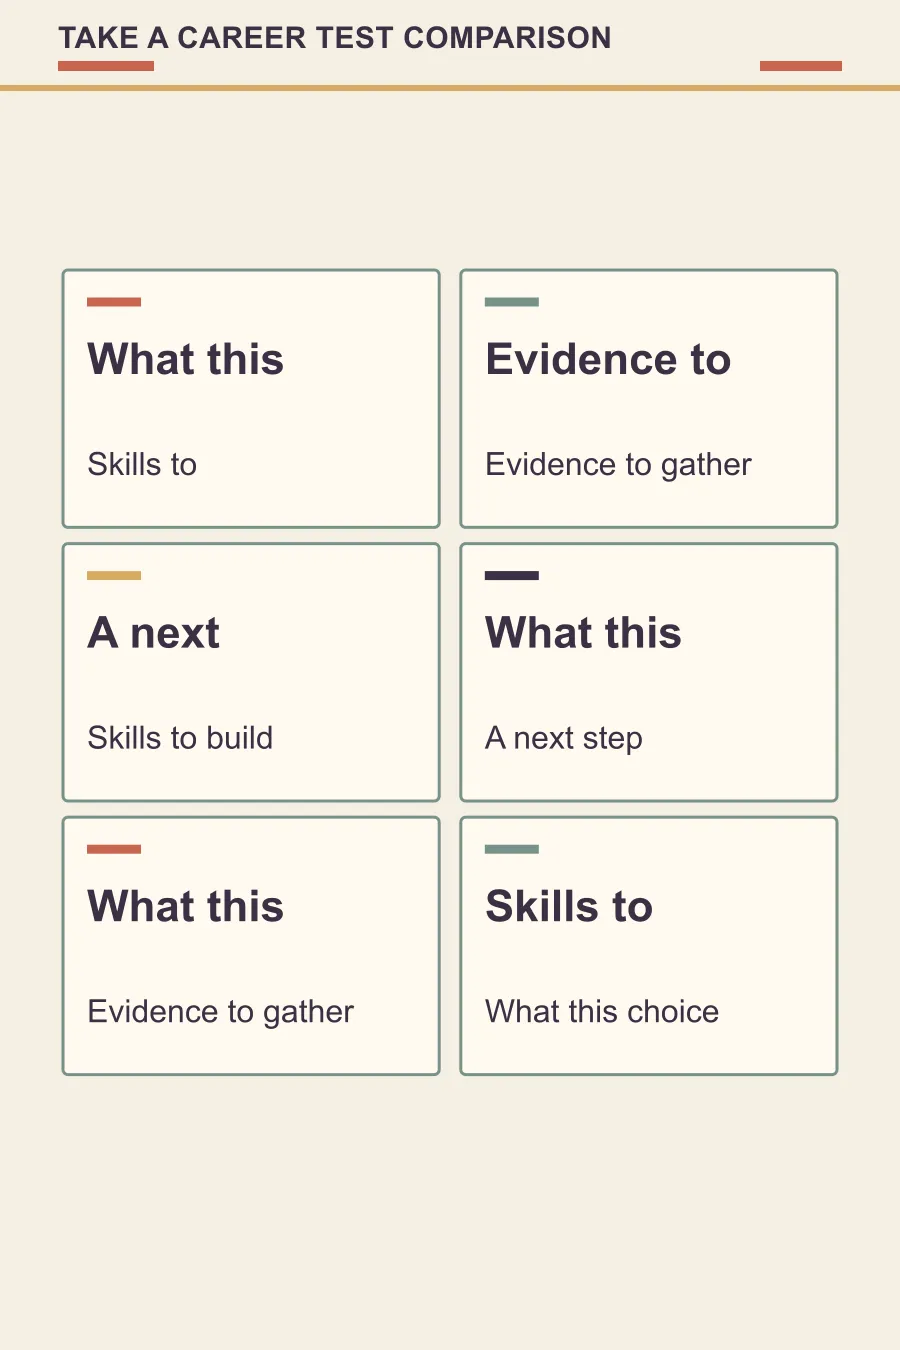 TAKE A CAREER TEST COMPARISON
What this
Skills to
Evidence to
Evidence to gather
A next
Skills to build
What this
A next step
What this
Evidence to gather
Skills to
What this choice